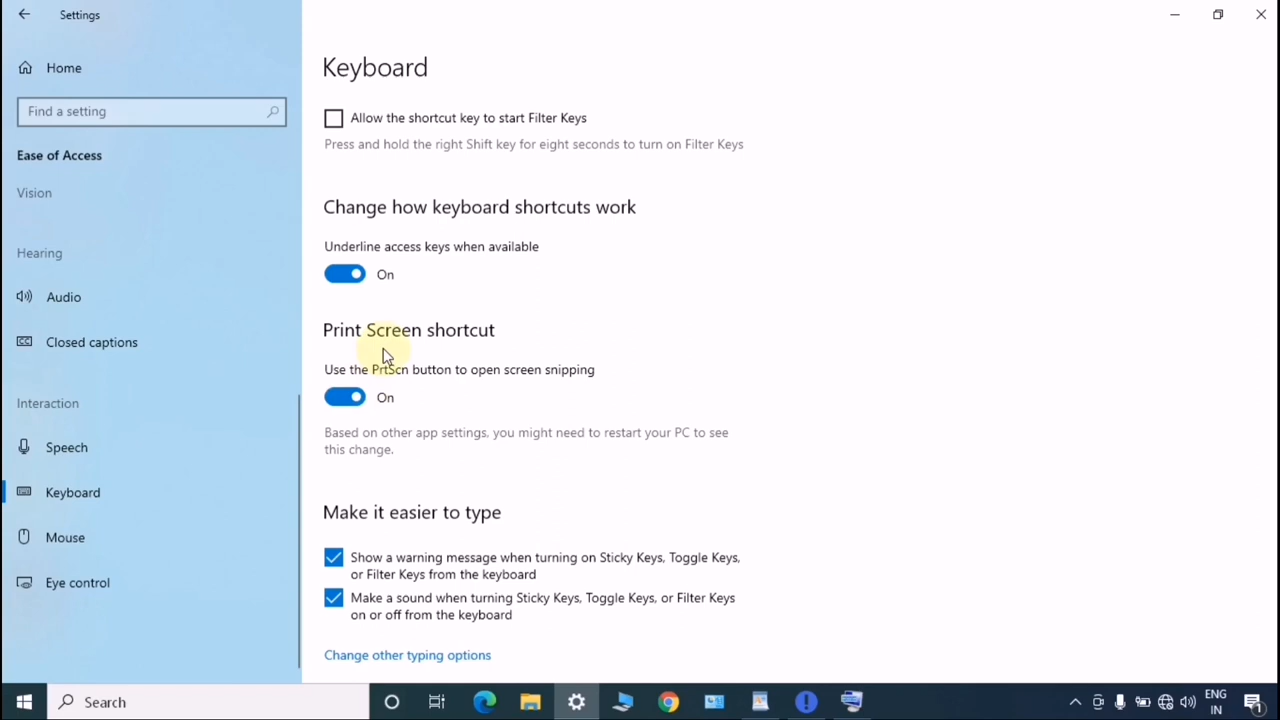 Settings
Home
Find a setting
Ease of Access
Vision
Hearing
Audio
Closed captions
Interaction
Speech
Keyboard
Mouse
Eye control
Keyboard
Allow the shortcut key to start Filter Keys
Press and hold the right Shift key for eight seconds to turn on Filter Keys
Change how keyboard shortcuts work
Underline access keys when available
On
Print Screen shortcut
Use the PrtScn button to open screen snipping
On
Based on other app settings, you might need to restart your PC to see
this change.
Make it easier to type
Show a warning message when turning on Sticky Keys, Toggle Keys,
or Filter Keys from the keyboard
Make a sound when turning Sticky Keys, Toggle Keys, or Filter Keys
on or off from the keyboard
Change other typing options
Search
ENG
IN
1